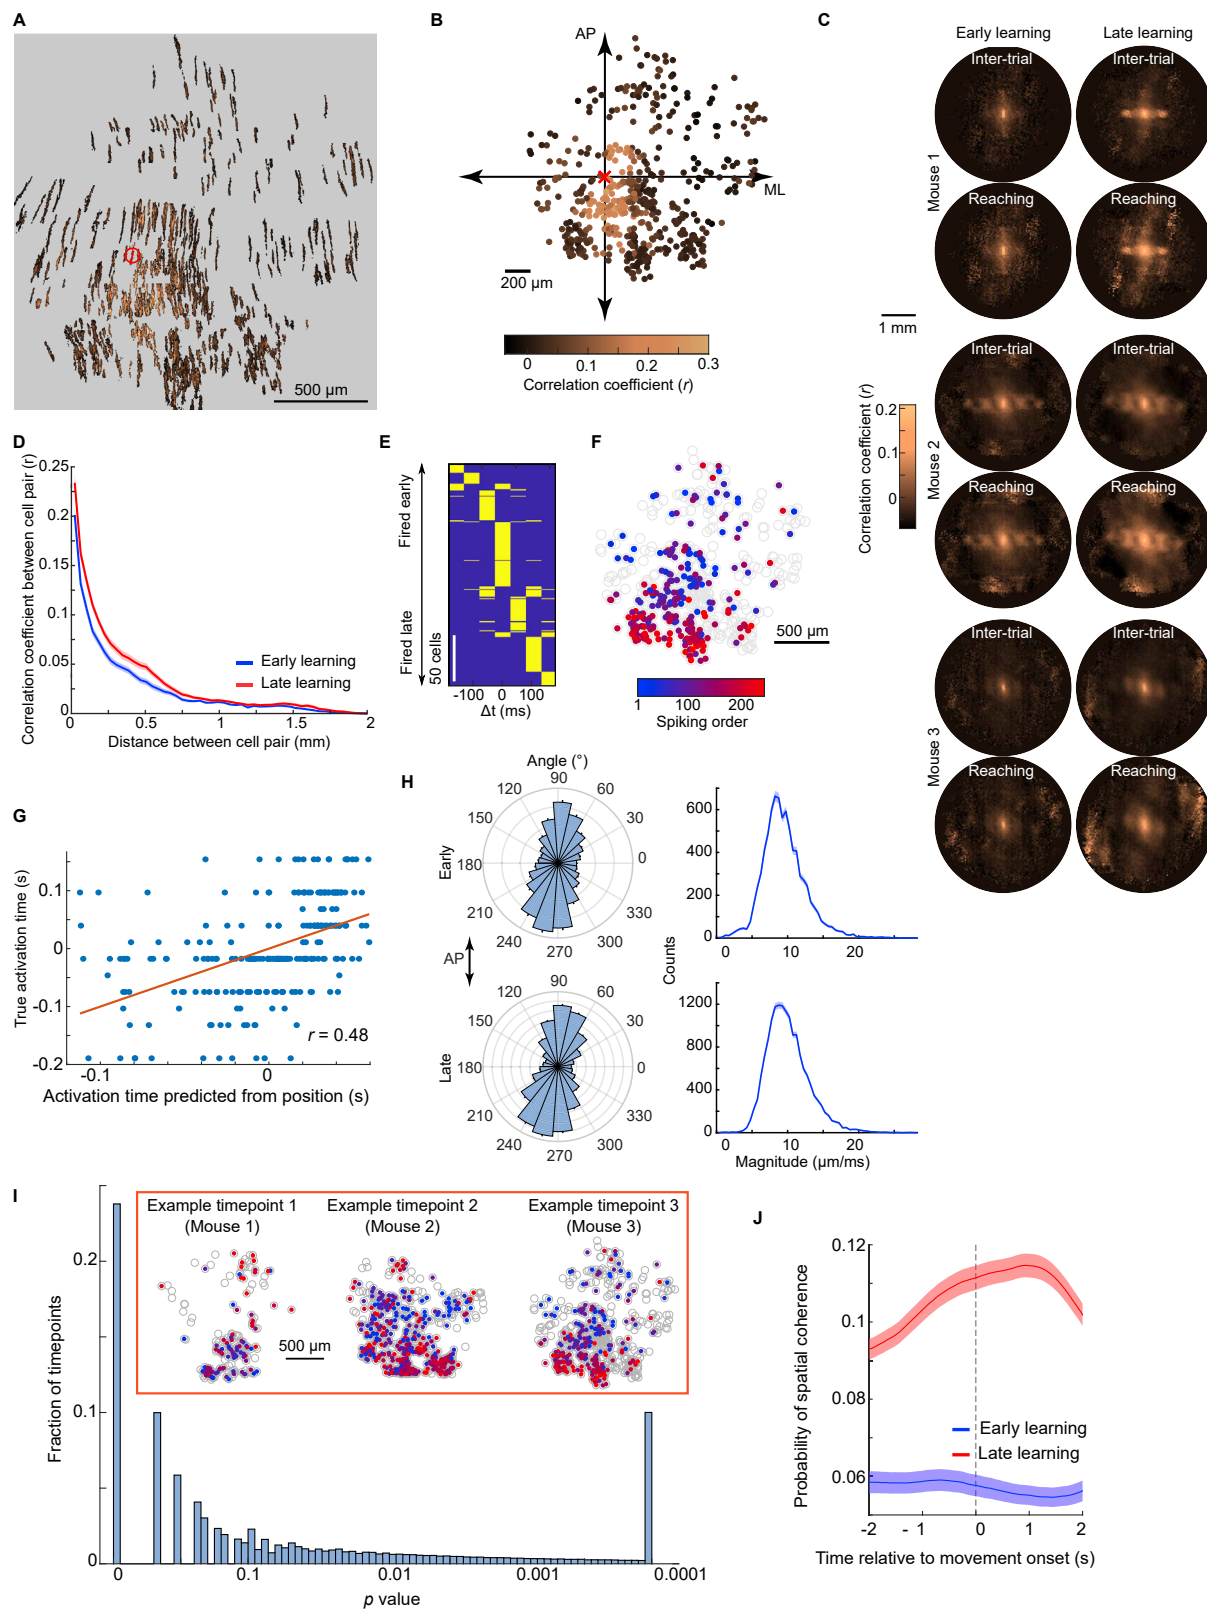 A
500 µm
B
AP
ML
200 µm
0 0.1 0.2 0.3
Correlation coefficient (r)
C
Early learning Late learning
Inter-trial Inter-trial
Mouse 1
Reaching Reaching
1 mm
Inter-trial Inter-trial
Correlation coefficient (r)
0.2
0.1
0
Mouse 2
Reaching Reaching
Inter-trial Inter-trial
Mouse 3
Reaching Reaching
D
Correlation coefficient between cell pair (r)
0.25
0.20
0.15
0.1
0.05
0
Early learning
Late learning
0 0.5 1 1.5 2
Distance between cell pair (mm)
E
Fired early
Fired late
50 cells
-100 0 100
Δt (ms)
F
500 µm
1 100 200
Spiking order
G
True activation time (s)
0.1
0
-0.1
-0.2
r = 0.48
-0.1 0
Activation time predicted from position (s)
H
Angle (°)
Early
90
120 60
150 30
180 0
210 330
240 300
270
AP
Late
90
120 60
150 30
180 0
210 330
240 300
270
Counts
600
400
200
0
0 10 20
1200
800
400
0
0 10 20
Magnitude (µm/ms)
I
Fraction of timepoints
0.2
0.1
0
Example timepoint 1 Example timepoint 2 Example timepoint 3
(Mouse 1) (Mouse 2) (Mouse 3)
500 µm
0 0.1 0.01 0.001 0.0001
p value
J
Probability of spatial coherence
0.12
0.1
0.08
0.06
Early learning
Late learning
-2 - 1 0 1 2
Time relative to movement onset (s)